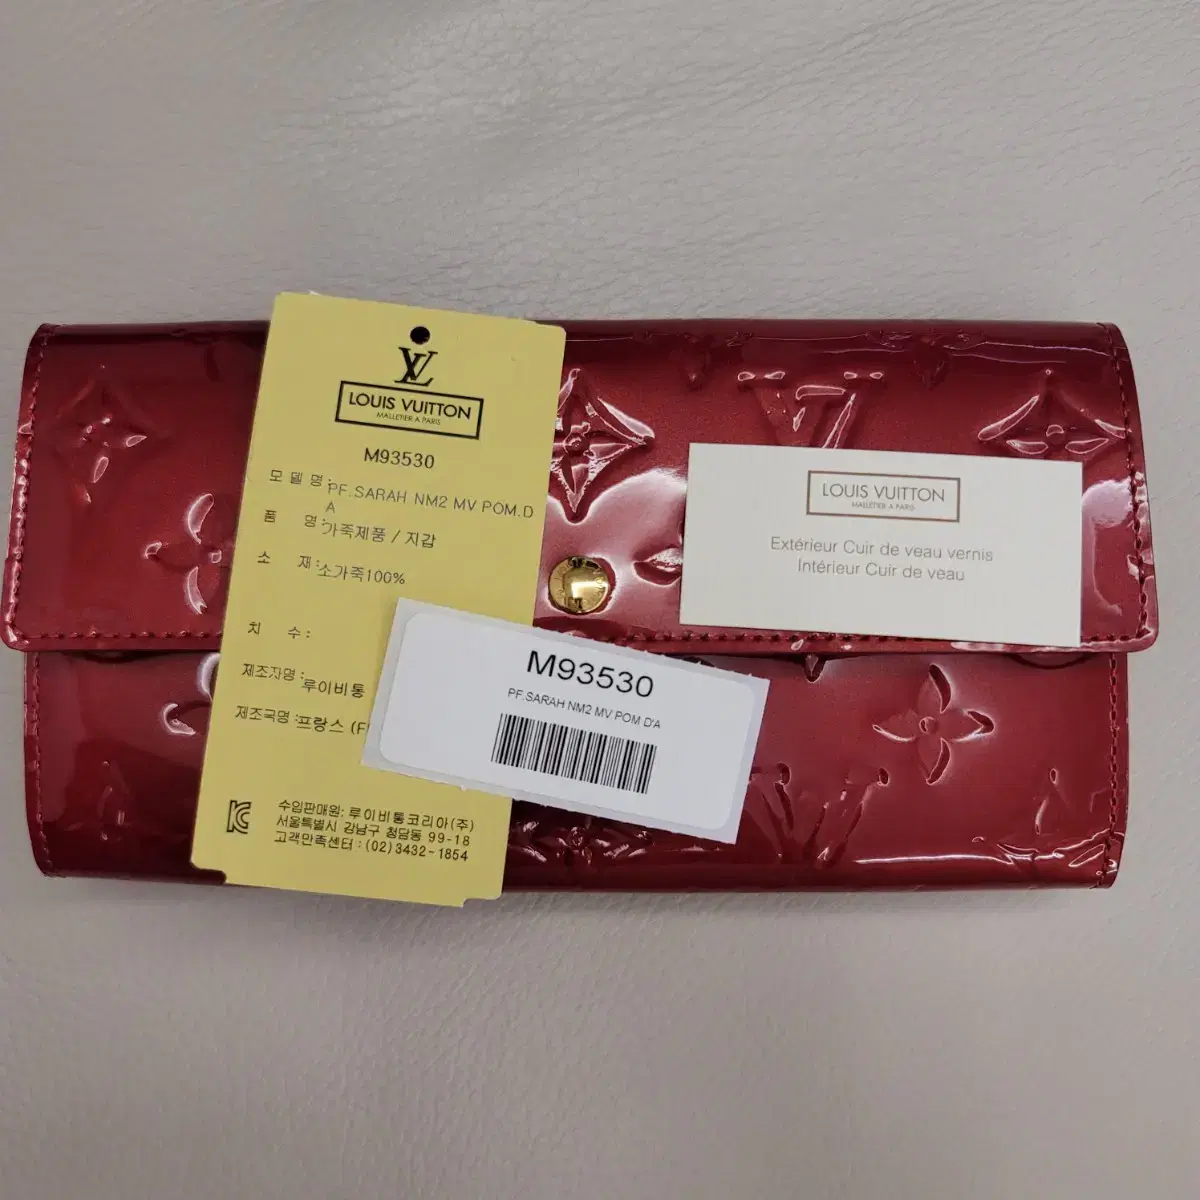 LV
LOUIS VUITTON
MALLETIER A PARIS
M93530
모 델 명: PF.SARAH NM2 MV POM.D
A
품 명: 가죽제품 / 지갑
소 재: 소가죽100%
치 수:
제조자명: 루이비통
제조국명: 프랑스 (F
수입판매원: 루이비통코리아(주)
서울특별시 강남구 청담동 99-18
고객만족센터 : (02)3432-1854
M93530
PF.SARAH NM2 MV POM D'A
LOUIS VUITTON
MALLETIER A PARIS
Extérieur Cuir de veau vernis
Intérieur Cuir de veau